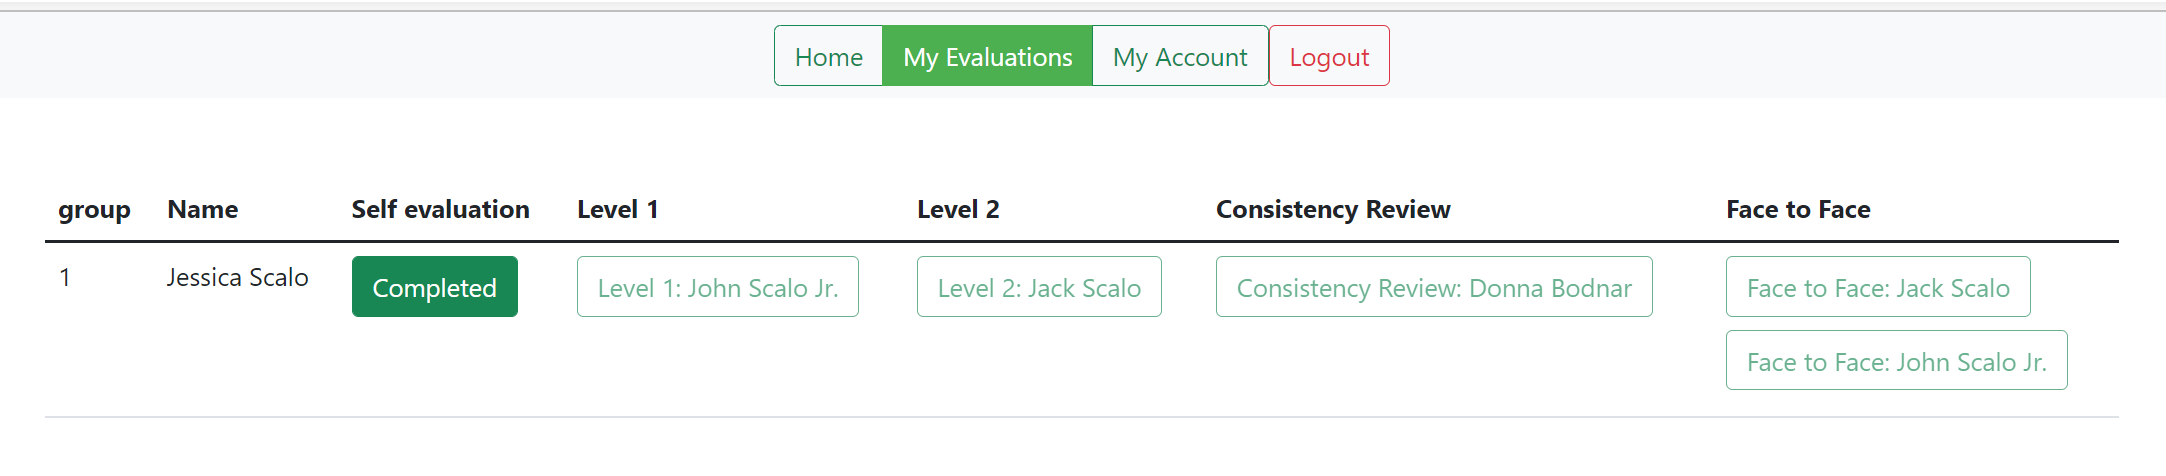 Home My Evaluations My Account Logout
group Name Self evaluation Level 1 Level 2 Consistency Review Face to Face
1 Jessica Scalo Completed Level 1: John Scalo Jr. Level 2: Jack Scalo Consistency Review: Donna Bodnar Face to Face: Jack Scalo
Face to Face: John Scalo Jr.